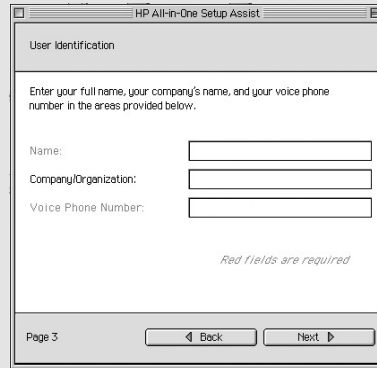 HP All-in-One Setup Assist
User Identification
Enter your full name, your company's name, and your voice phone
number in the areas provided below.
Name:
Company/Organization:
Voice Phone Number:
Red fields are required
Page 3
Back
Next